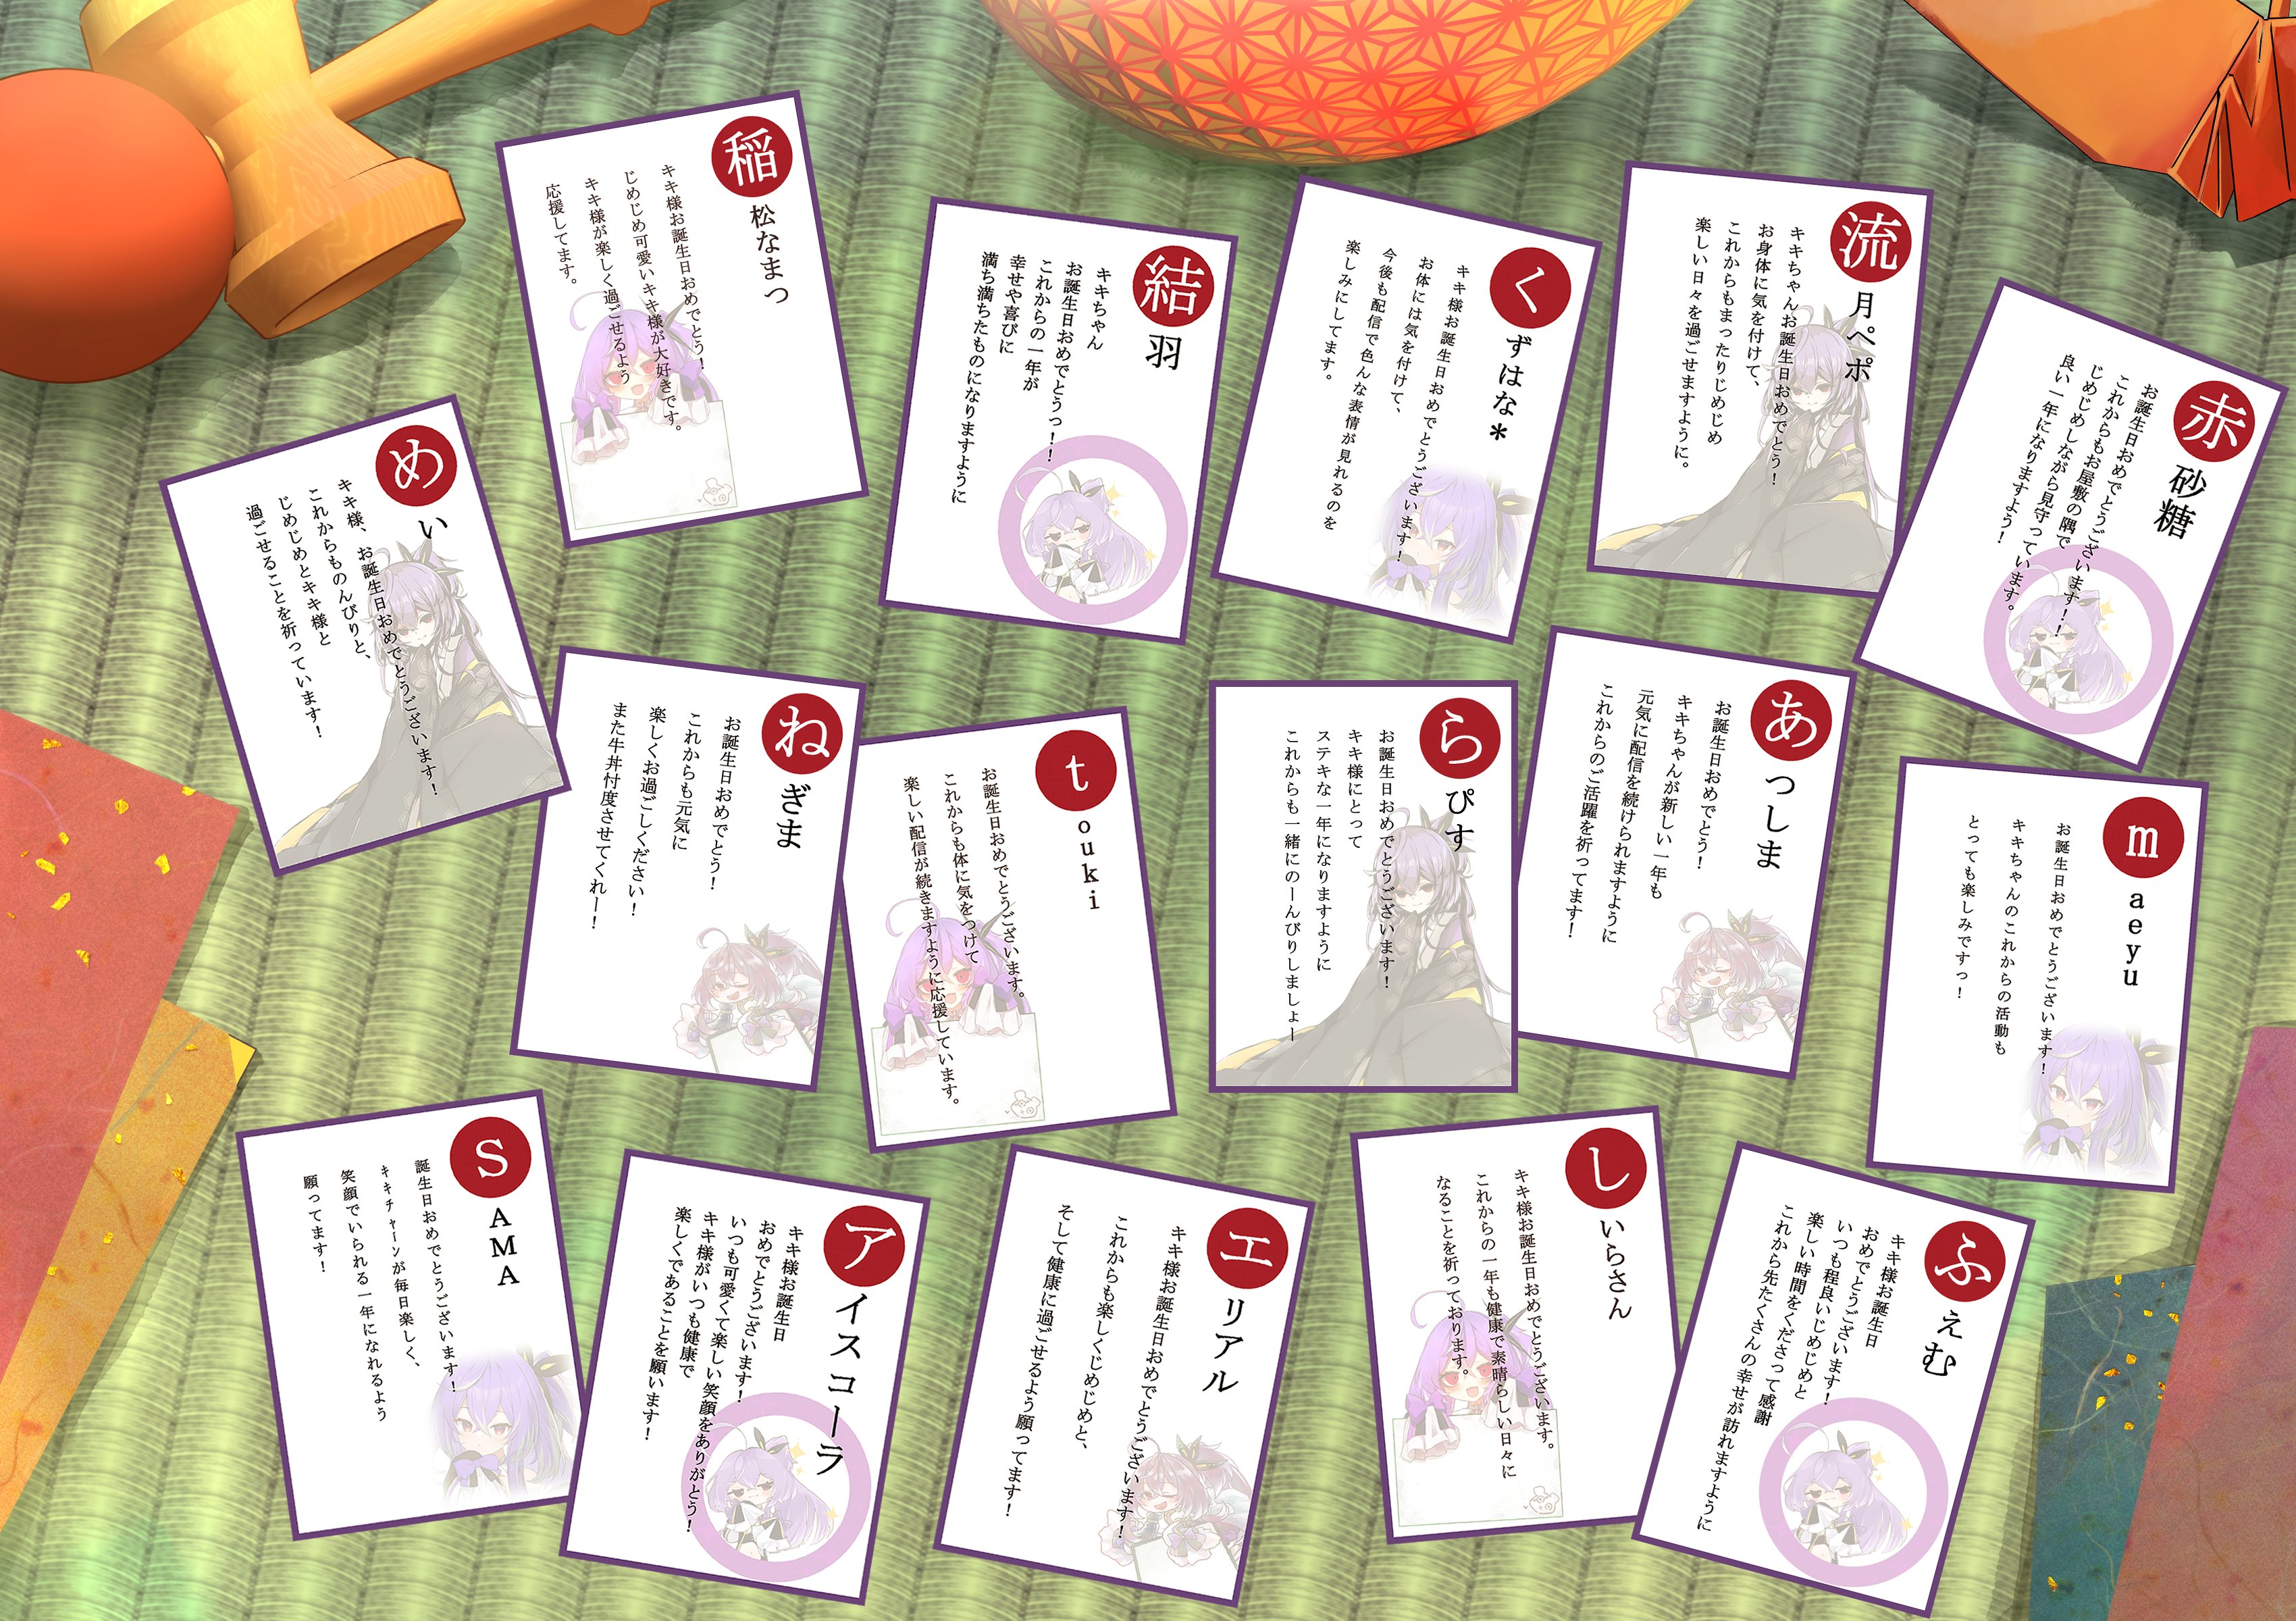 稲松なまつ
キキ様お誕生日おめでとう！
じめじめ可愛いキキ様が大好きです。
キキ様が楽しく過ごせるよう
応援してます。
結羽
キキちゃん
お誕生日おめでとうっ！！
これからの一年が
幸せや喜びに
満ち満ちたものになりますように
くずはな*
キキ様お誕生日おめでとうございます！
お体には気を付けて、
今後も配信で色んな表情が見れるのを
楽しみにしてます。
流月ペポ
キキちゃんお誕生日おめでとう！
お身体に気を付けて、
これからもまったりじめじめ
楽しい日々を過ごせますように。
赤砂糖
お誕生日おめでとうございます！！
これからもお屋敷の隅で
じめじめしながら見守っています。
良い一年になりますよう！
めい
キキ様、お誕生日おめでとうございます！
これからものんびりと、
じめじめとキキ様と
過ごせることを祈っています！
ねぎま
お誕生日おめでとう！
これからも元気に
楽しくお過ごしください！
また牛丼忖度させてくれー！
touki
お誕生日おめでとうございます。
これからも体に気をつけて
楽しい配信が続きますように応援しています。
らぴす
お誕生日おめでとうございます！
キキ様にとって
ステキな一年になりますように
これからも一緒にのーんびりしましょー
あつしま
お誕生日おめでとう！
キキちゃんが新しい一年も
元気に配信を続けられますように
これからのご活躍を祈ってます！
maeyu
お誕生日おめでとうございます！
キキちゃんのこれからの活動も
とっても楽しみですっ！
SAMA
誕生日おめでとうございます！
キキチャーンが毎日楽しく、
笑顔でいられる一年になれるよう
願ってます！
アイスコーラ
キキ様お誕生日
おめでとうございます！
いつも可愛くて楽しい笑顔をありがとう！
キキ様がいつも健康で
楽しくであることを願います！
エリアル
キキ様お誕生日おめでとうございます！
これからも楽しくじめじめと、
そして健康に過ごせるよう願ってます！
しいらさん
キキ様お誕生日おめでとうございます。
これからの一年も健康で素晴らしい日々に
なることを祈っております。
ふえむ
キキ様お誕生日
おめでとうございます！
いつも程良いじめじめと
楽しい時間をくださって感謝
これから先たくさんの幸せが訪れますように